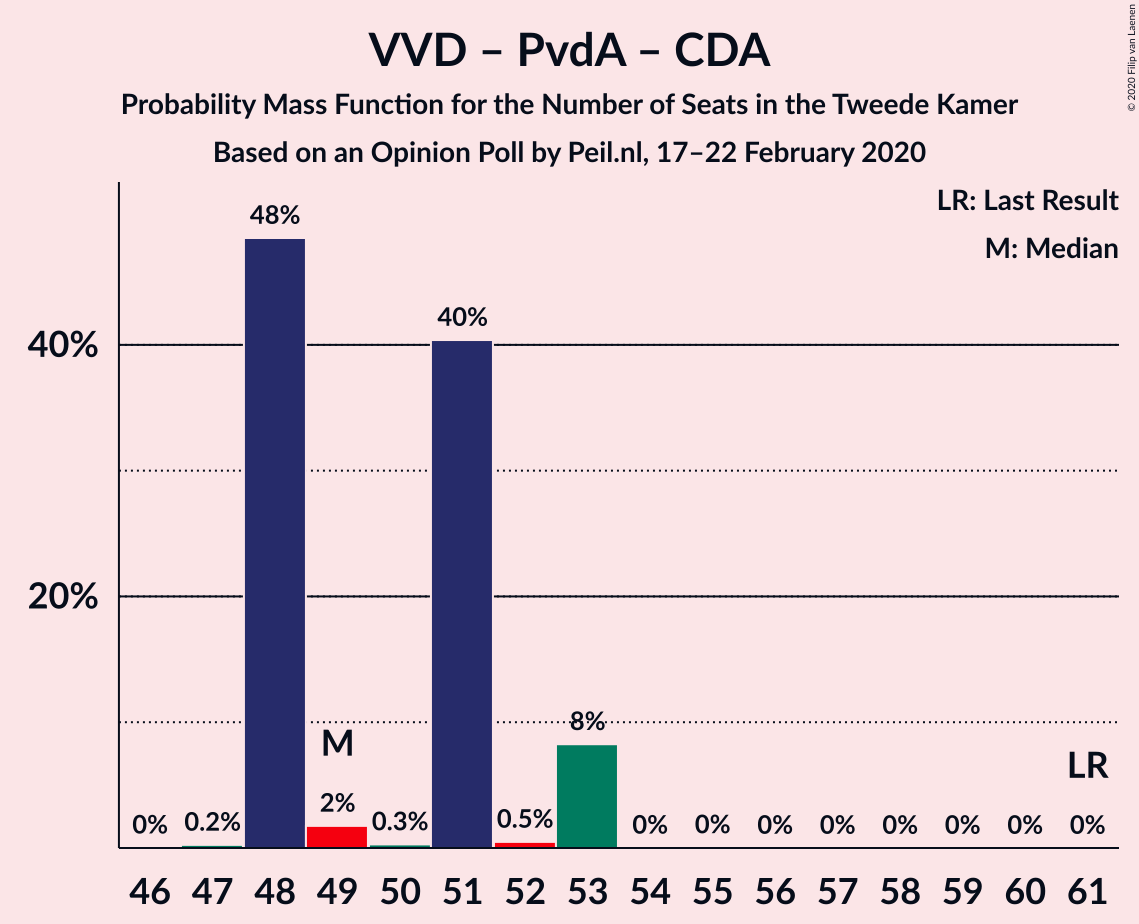 VVD – PvdA – CDA
Probability Mass Function for the Number of Seats in the Tweede Kamer
Based on an Opinion Poll by Peil.nl, 17–22 February 2020
© 2020 Filip van Laenen
LR: Last Result
M: Median
48%
40%
40%
20%
8%
M
LR
0% 0.2% 2% 0.3% 0.5% 0% 0% 0% 0% 0% 0% 0% 0%
46 47 48 49 50 51 52 53 54 55 56 57 58 59 60 61